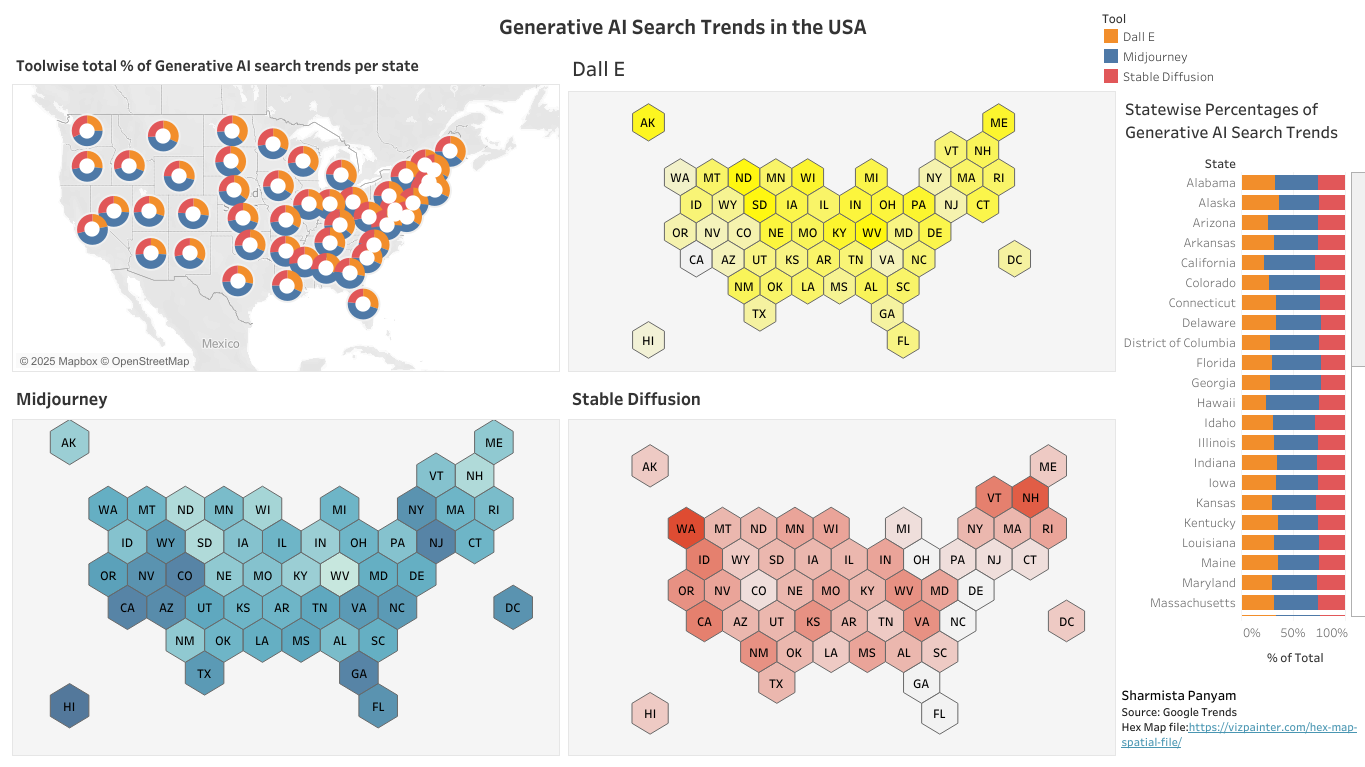 Generative AI Search Trends in the USA
Tool
Dall E
Midjourney
Stable Diffusion
Toolwise total % of Generative AI search trends per state
Mexico
© 2025 Mapbox © OpenStreetMap
Dall E
AK ME
VT NH
WA MT ND MN WI MI NY MA RI
ID WY SD IA IL IN OH PA NJ CT
OR NV CO NE MO KY WV MD DE
CA AZ UT KS AR TN VA NC DC
NM OK LA MS AL SC
TX GA
HI FL
Midjourney
AK ME
VT NH
WA MT ND MN WI MI NY MA RI
ID WY SD IA IL IN OH PA NJ CT
OR NV CO NE MO KY WV MD DE
CA AZ UT KS AR TN VA NC DC
NM OK LA MS AL SC
TX GA
HI FL
Stable Diffusion
AK ME
VT NH
WA MT ND MN WI MI NY MA RI
ID WY SD IA IL IN OH PA NJ CT
OR NV CO NE MO KY WV MD DE
CA AZ UT KS AR TN VA NC DC
NM OK LA MS AL SC
TX GA
HI FL
Statewise Percentages of
Generative AI Search Trends
State
Alabama
Alaska
Arizona
Arkansas
California
Colorado
Connecticut
Delaware
District of Columbia
Florida
Georgia
Hawaii
Idaho
Illinois
Indiana
Iowa
Kansas
Kentucky
Louisiana
Maine
Maryland
Massachusetts
0% 50% 100%
% of Total
Sharmista Panyam
Source: Google Trends
Hex Map file:https://vizpainter.com/hex-map-
spatial-file/